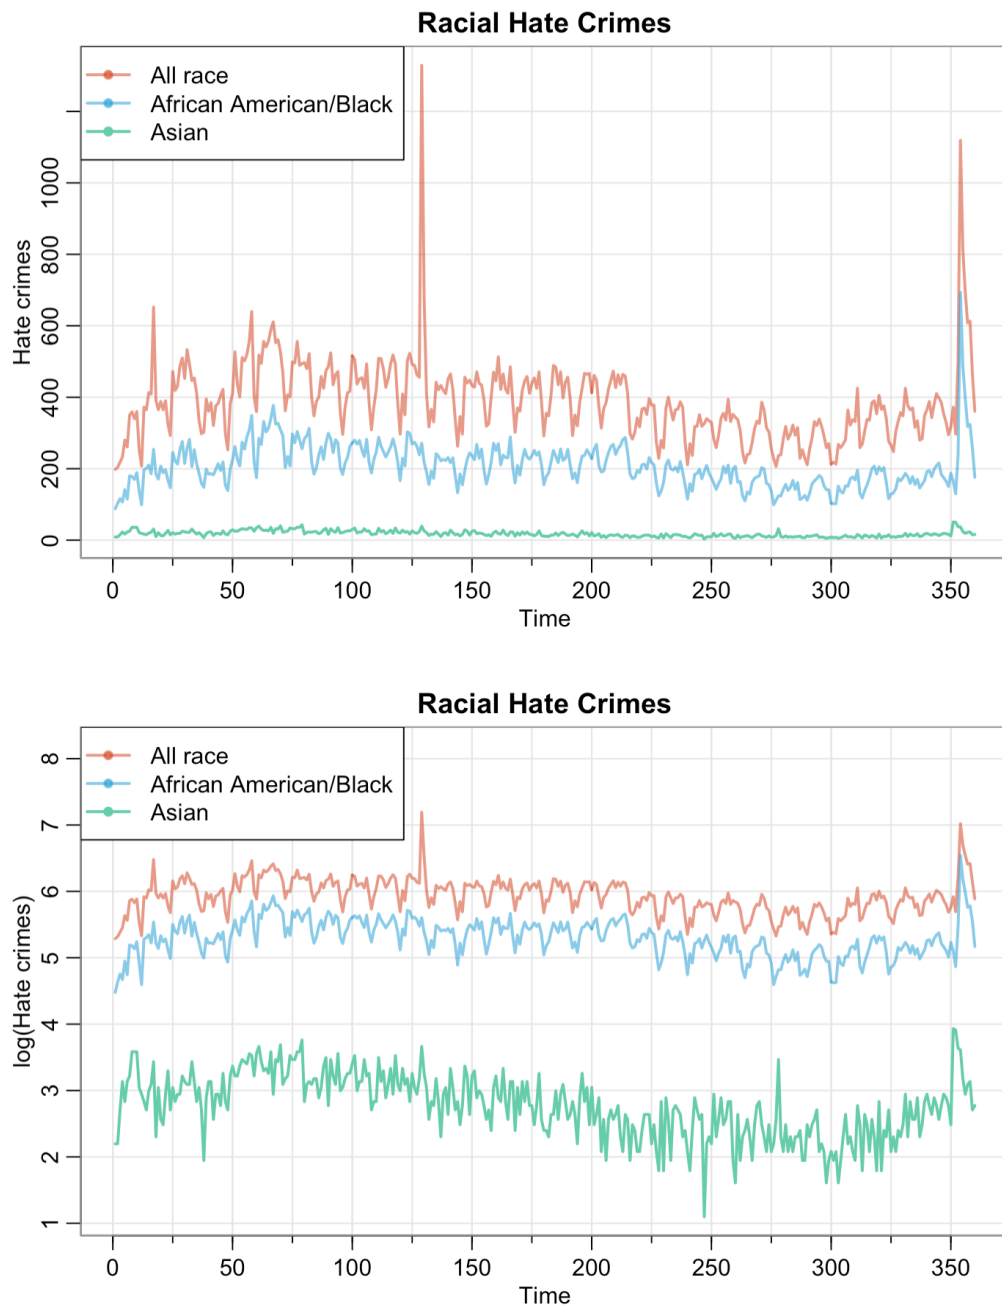 Racial Hate Crimes
All race
African American/Black
Asian
Hate crimes
1000
800
600
400
200
0
0 50 100 150 200 250 300 350
Time
Racial Hate Crimes
All race
African American/Black
Asian
log(Hate crimes)
8
7
6
5
4
3
2
1
0 50 100 150 200 250 300 350
Time